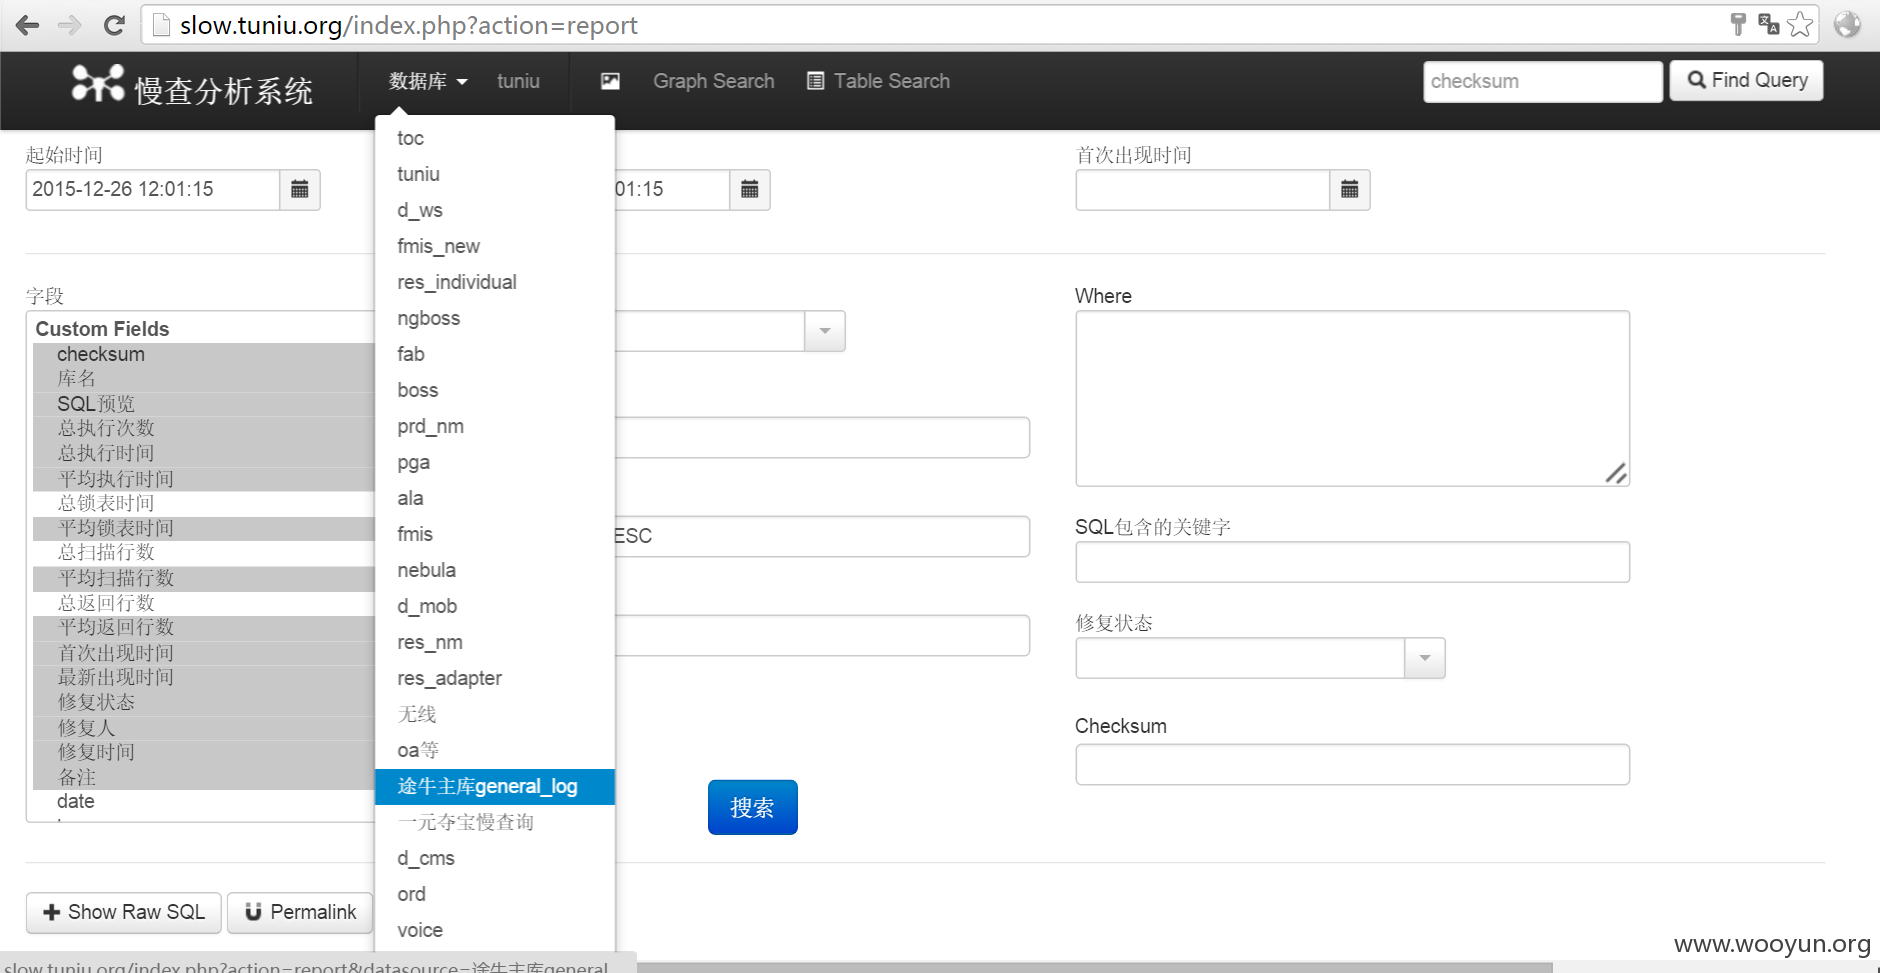 slow.tuniu.org/index.php?action=report
慢查分析系统
数据库
tuniu
Graph Search
Table Search
checksum
Find Query
起始时间
2015-12-26 12:01:15
01:15
首次出现时间
toc
tuniu
d_ws
fmis_new
res_individual
ngboss
fab
boss
prd_nm
pga
ala
fmis
nebula
d_mob
res_nm
res_adapter
无线
oa等
途牛主库general_log
一元夺宝慢查询
d_cms
ord
voice
字段
Custom Fields
checksum
库名
SQL预览
总执行次数
总执行时间
平均执行时间
总锁表时间
平均锁表时间
总扫描行数
平均扫描行数
总返回行数
平均返回行数
首次出现时间
最新出现时间
修复状态
修复人
修复时间
备注
date
ESC
搜索
Where
SQL包含的关键字
修复状态
Checksum
Show Raw SQL
Permalink
www.wooyun.org
slow.tuniu.org/index.php?action=report&datasource=途牛主库general